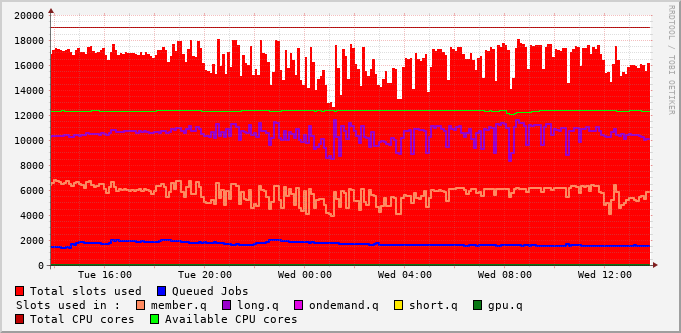 RRDTOOL / TOBI OETIKER
20000
18000
16000
14000
12000
10000
8000
6000
4000
2000
0
Tue 16:00 Tue 20:00 Wed 00:00 Wed 04:00 Wed 08:00 Wed 12:00
Total slots used Queued Jobs
Slots used in : member.q long.q ondemand.q short.q gpu.q
Total CPU cores Available CPU cores